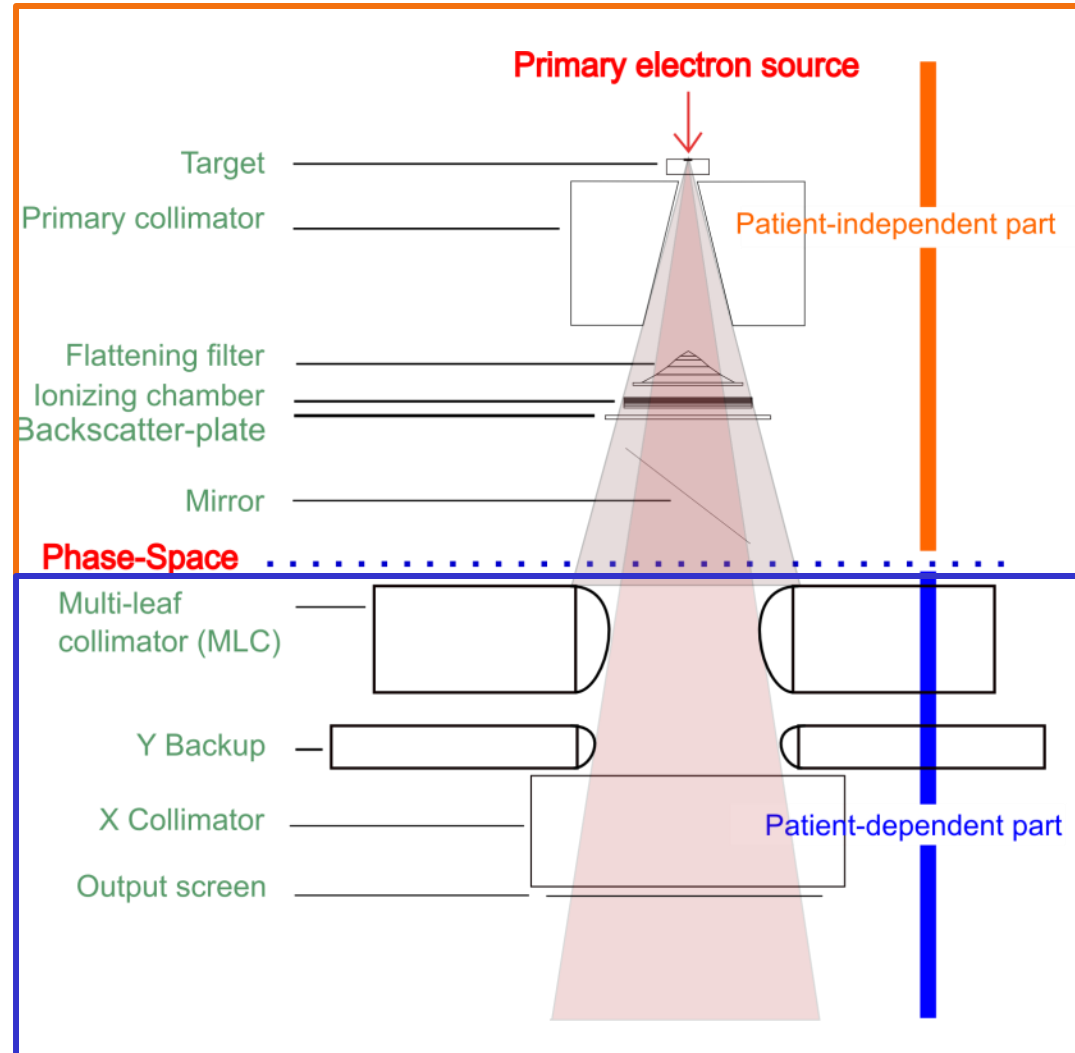 Primary electron source
Target
Primary collimator
Patient-independent part
Flattening filter
Ionizing chamber
Backscatter-plate
Mirror
Phase-Space
Multi-leaf
collimator (MLC)
Y Backup
X Collimator
Patient-dependent part
Output screen